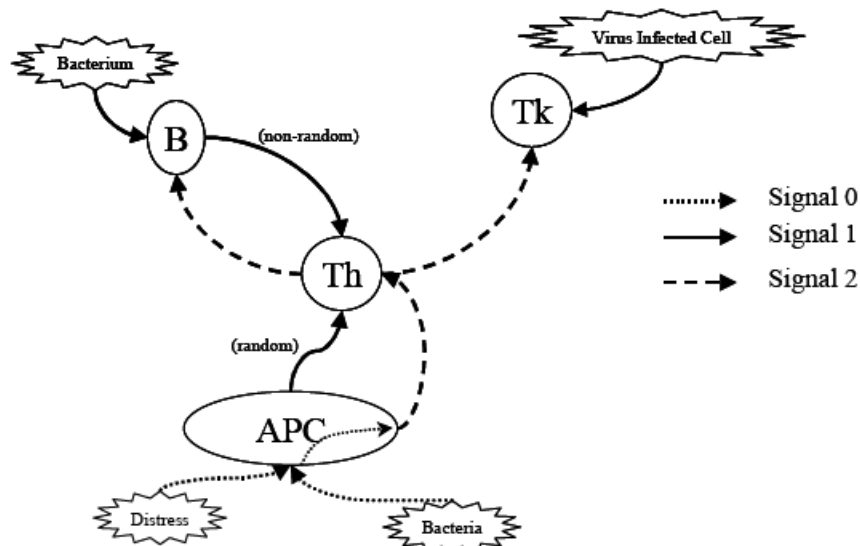 Virus Infected Cell
Bacterium
Tk
B
(non-random)
Signal 0
Signal 1
Th
Signal 2
(random)
APC
Distress
Bacteria